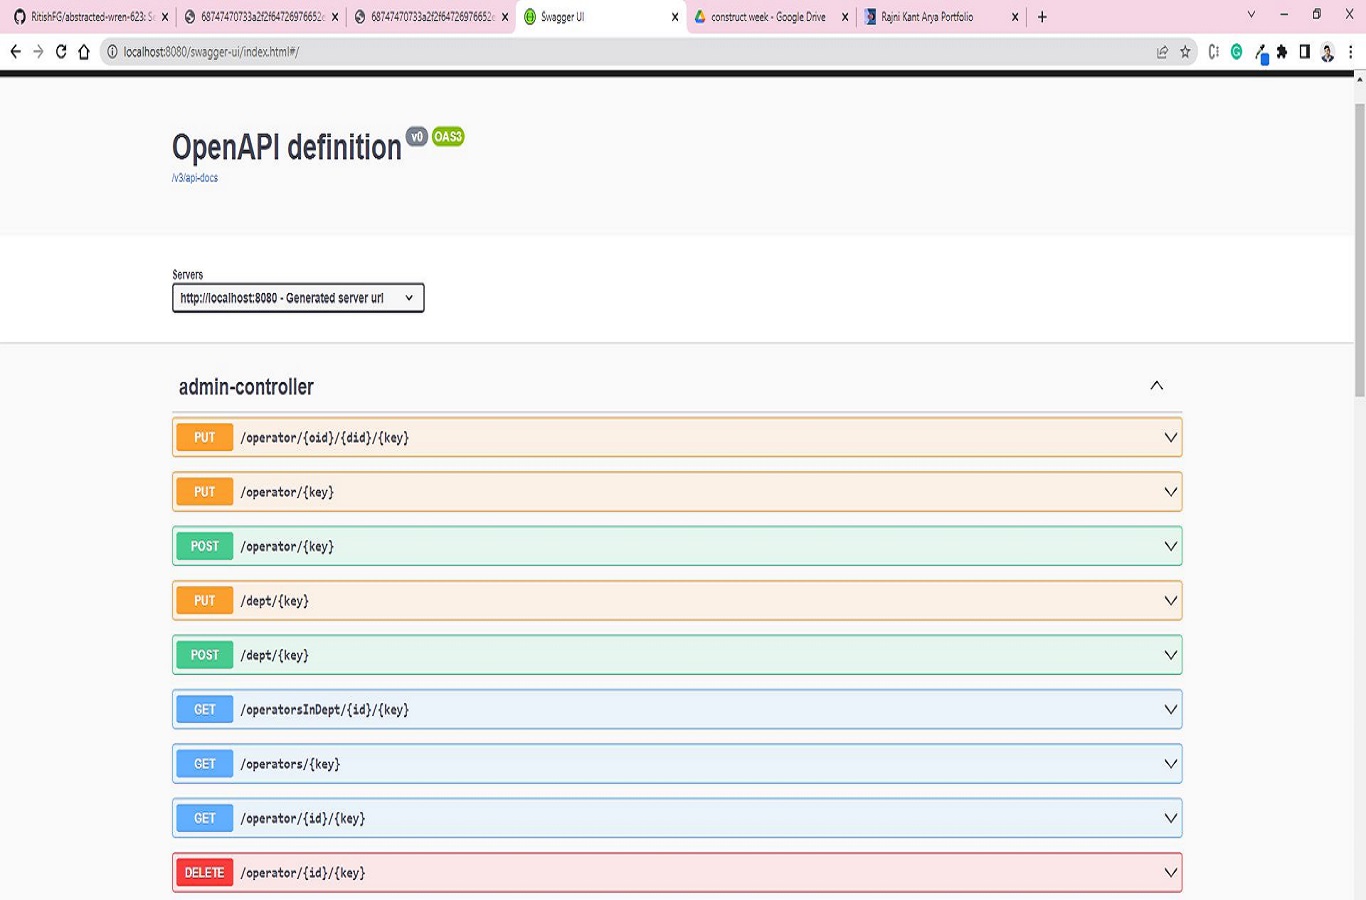 RitishFG/abstracted-wren-623: S
68747470733a2f2f64726976652
68747470733a2f2f64726976652
Swagger UI
construct week - Google Drive
Rajni Kant Arya Portfolio
localhost:8080/swagger-ui/index.html#/
OpenAPI definition v0 OAS3
/v3/api-docs
Servers
http://localhost:8080 - Generated server url
admin-controller
PUT /operator/{oid}/{did}/{key}
PUT /operator/{key}
POST /operator/{key}
PUT /dept/{key}
POST /dept/{key}
GET /operatorsInDept/{id}/{key}
GET /operators/{key}
GET /operator/{id}/{key}
DELETE /operator/{id}/{key}